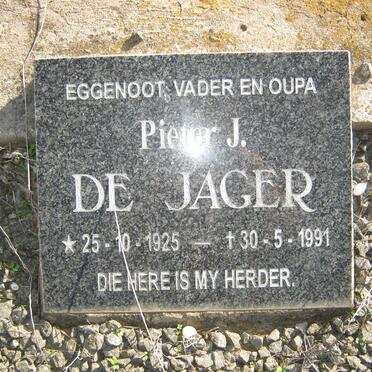 EGGENOOT, VADER EN OUPA
Pieter J.
DE JAGER
★ 25-10-1925 — † 30-5-1991
DIE HERE IS MY HERDER.